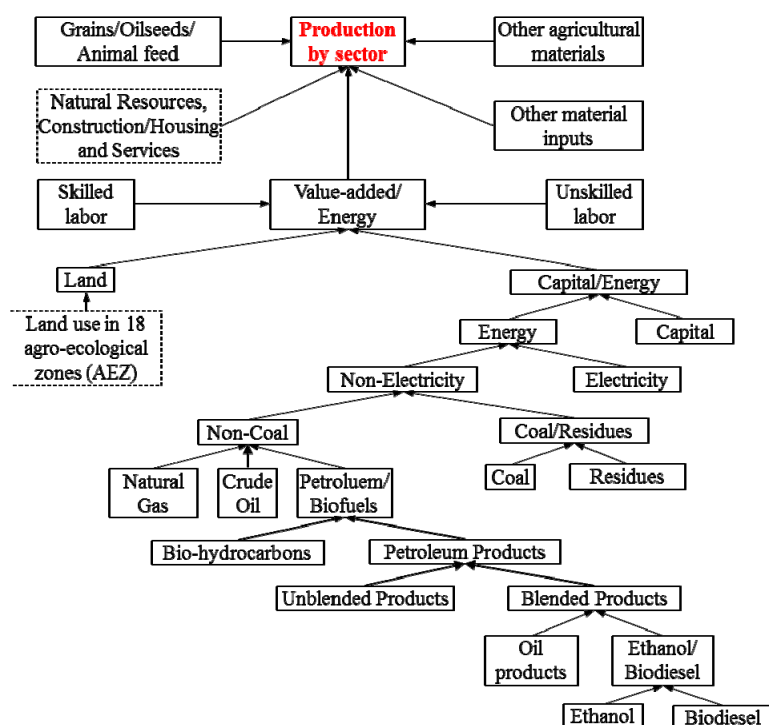 Grains/Oilseeds/
Animal feed
Production
by sector
Other agricultural
materials
Natural Resources,
Construction/Housing
and Services
Other material
inputs
Skilled
labor
Value-added/
Energy
Unskilled
labor
Land
Capital/Energy
Land use in 18
agro-ecological
zones (AEZ)
Energy
Capital
Non-Electricity
Electricity
Non-Coal
Coal/Residues
Natural
Gas
Crude
Oil
Petroluem/
Biofuels
Coal
Residues
Bio-hydrocarbons
Petroleum Products
Unblended Products
Blended Products
Oil
products
Ethanol/
Biodiesel
Ethanol
Biodiesel